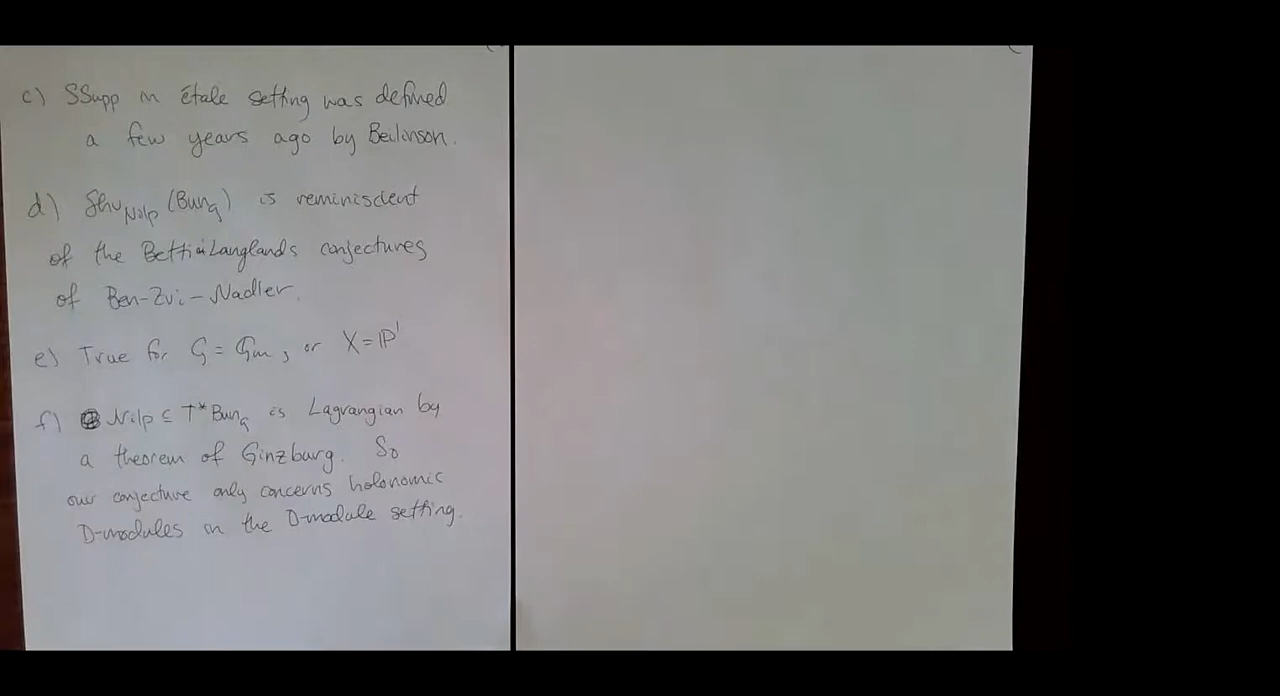 c) SSupp in étale setting was defined
a few years ago by Beilinson.
d) Shv_Nilp (Bun_G) is reminiscient
of the Betti Langlands conjectures
of Ben-Zvi - Nadler.
e) True for G = G_m, or X = P^1
f) Nilp ⊆ T* Bun_G is Lagrangian by
a theorem of Ginzburg. So
our conjecture only concerns holonomic
D-modules in the D-module setting.